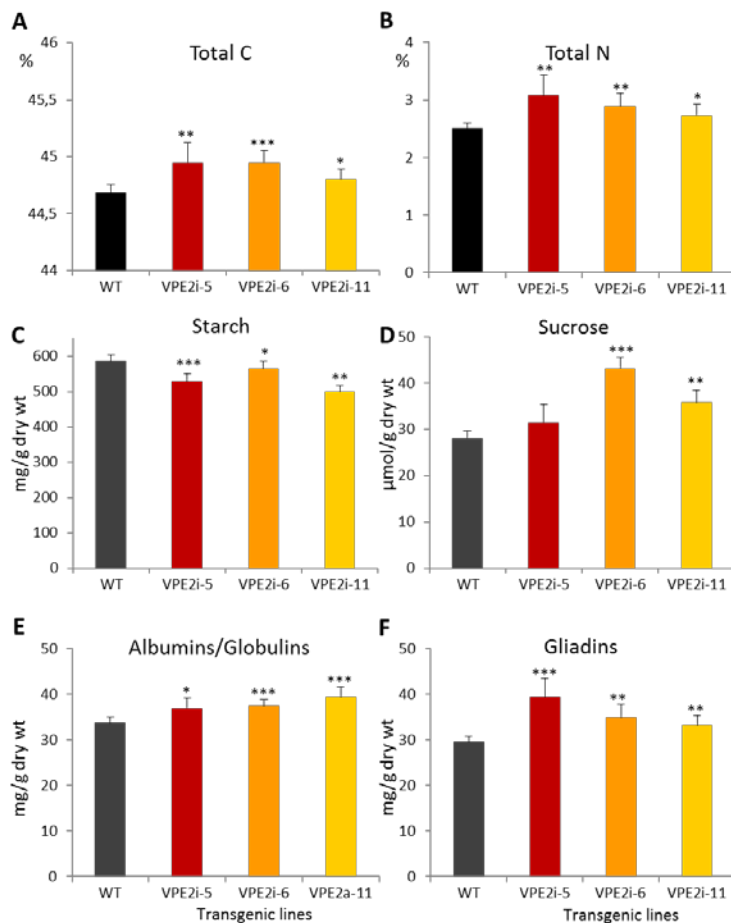 A
B
Total C
Total N
%
46
45,5
45
44,5
44
**
***
*
WT
VPE2i-5
VPE2i-6
VPE2i-11
%
4
3
2
1
0
**
**
*
WT
VPE2i-5
VPE2i-6
VPE2i-11
C
Starch
mg/g dry wt
600
500
400
300
200
100
0
***
*
**
WT
VPE2i-5
VPE2i-6
VPE2i-11
D
Sucrose
µmol/g dry wt
50
40
30
20
10
0
***
**
WT
VPE2i-5
VPE2i-6
VPE2i-11
E
Albumins/Globulins
mg/g dry wt
50
40
30
20
10
0
*
***
***
WT
VPE2i-5
VPE2i-6
VPE2a-11
Transgenic lines
F
Gliadins
mg/g dry wt
50
40
30
20
10
0
***
**
**
WT
VPE2i-5
VPE2i-6
VPE2i-11
Transgenic lines